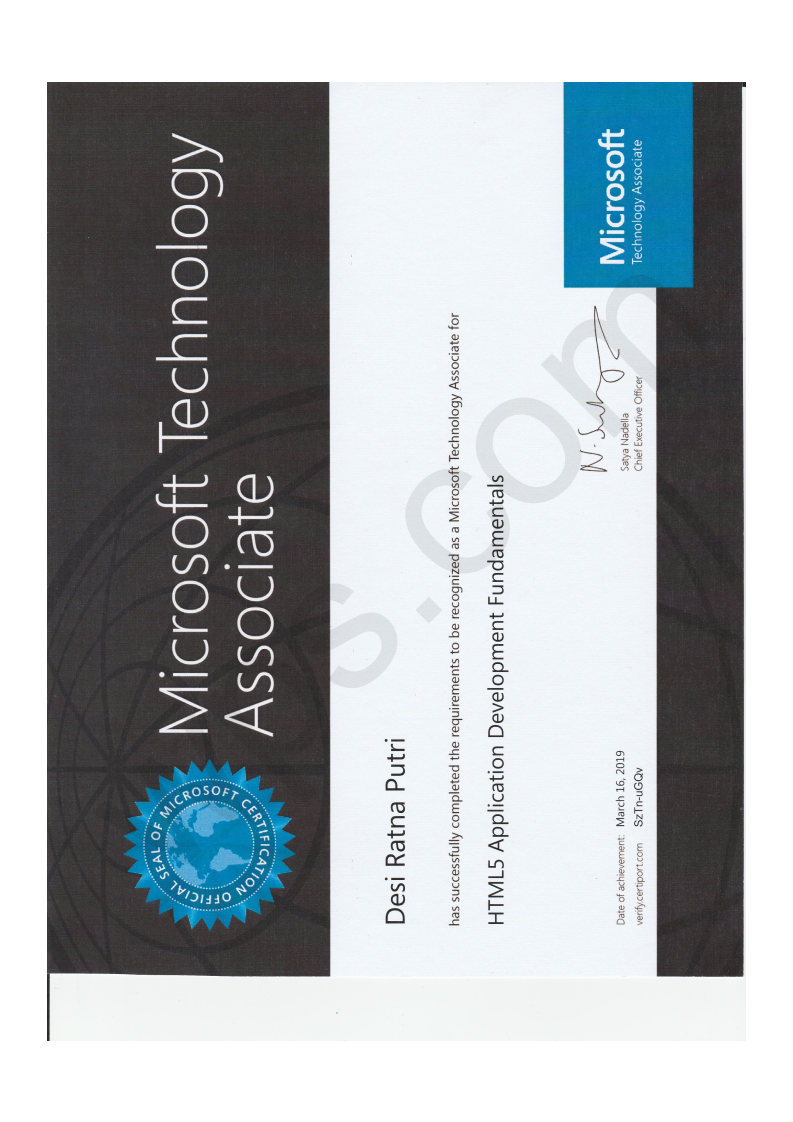 Microsoft Technology
Associate
OFFICIAL SEAL OF MICROSOFT CERTIFICATION
Desi Ratna Putri
has successfully completed the requirements to be recognized as a Microsoft Technology Associate for
HTML5 Application Development Fundamentals
N. Sudhy
Satya Nadella
Chief Executive Officer
Date of achievement: March 16, 2019
verify.certiport.com SzTn-uGQv
Microsoft
Technology Associate
s.com